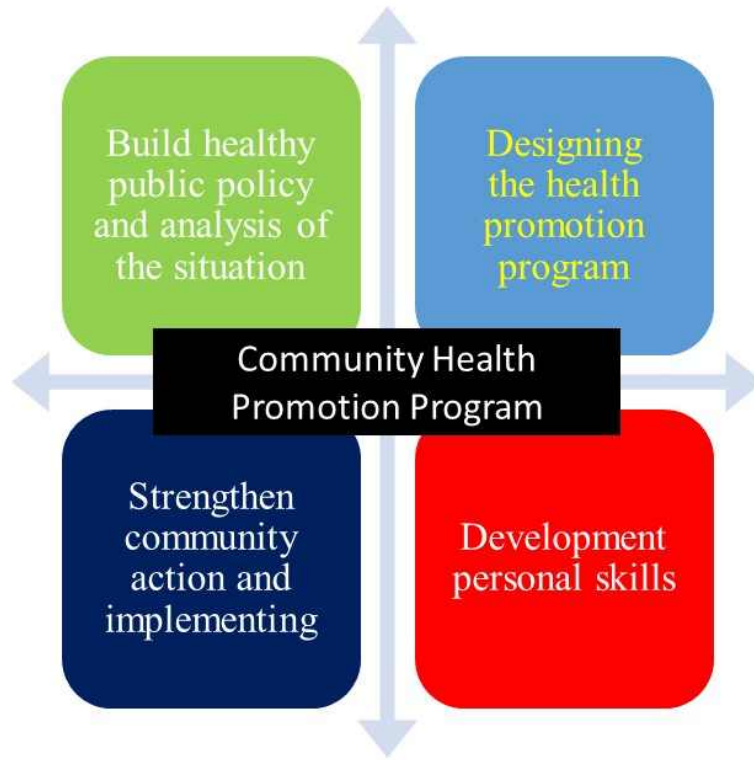 Build healthy
public policy
and analysis of
the situation
Designing
the health
promotion
program
Community Health
Promotion Program
Strengthen
community
action and
implementing
Development
personal skills